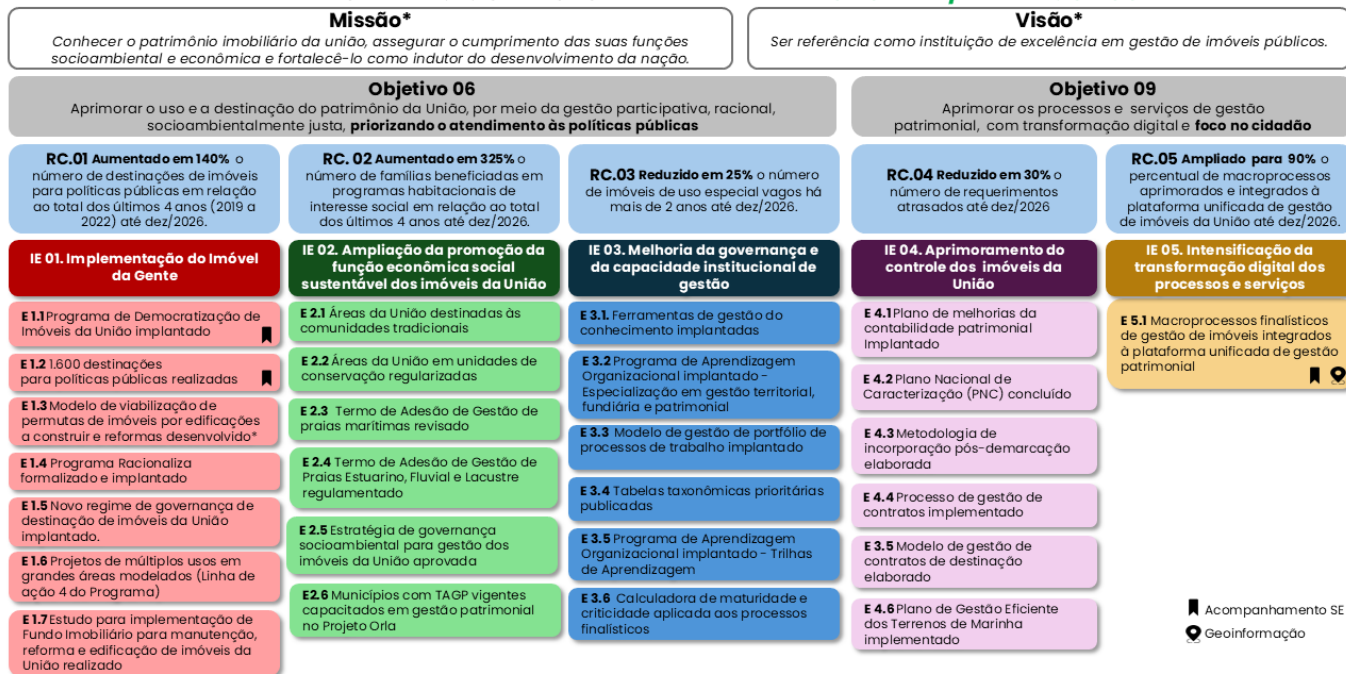 Missão*
Conhecer o patrimônio imobiliário da união, assegurar o cumprimento das suas funções
socioambiental e econômica e fortalecê-lo como indutor do desenvolvimento da nação.
Visão*
Ser referência como instituição de excelência em gestão de imóveis públicos.
Objetivo 06
Aprimorar o uso e a destinação do patrimônio da União, por meio da gestão participativa, racional,
socioambientalmente justa, priorizando o atendimento às políticas públicas
Objetivo 09
Aprimorar os processos e serviços de gestão
patrimonial, com transformação digital e foco no cidadão
RC.01 Aumentado em 140% o
número de destinações de imóveis
para políticas públicas em relação
ao total dos últimos 4 anos (2019 a
2022) até dez/2026.
RC. 02 Aumentado em 325% o
número de famílias beneficiadas em
programas habitacionais de
interesse social em relação ao total
dos últimos 4 anos até dez/2026.
RC.03 Reduzido em 25% o número
de imóveis de uso especial vagos há
mais de 2 anos até dez/2026.
RC.04 Reduzido em 30% o
número de requerimentos
atrasados até dez/2026
RC.05 Ampliado para 90% o
percentual de macroprocessos
aprimorados e integrados à
plataforma unificada de gestão
de imóveis da União até dez/2026.
IE 01. Implementação do Imóvel
da Gente
E 1.1 Programa de Democratização de
Imóveis da União implantado
E 1.2 1.600 destinações
para políticas públicas realizadas
E 1.3 Modelo de viabilização de
permutas de imóveis por edificações
a construir e reformas desenvolvido*
E 1.4 Programa Racionaliza
formalizado e implantado
E 1.5 Novo regime de governança de
destinação de imóveis da União
implantado.
E 1.6 Projetos de múltiplos usos em
grandes áreas modelados (Linha de
ação 4 do Programa)
E 1.7 Estudo para implementação de
Fundo Imobiliário para manutenção,
reforma e edificação de imóveis da
União realizado
IE 02. Ampliação da promoção da
função econômica social
sustentável dos imóveis da União
E 2.1 Áreas da União destinadas às
comunidades tradicionais
E 2.2 Áreas da União em unidades de
conservação regularizadas
E 2.3 Termo de Adesão de Gestão de
praias marítimas revisado
E 2.4 Termo de Adesão de Gestão de
Praias Estuarino, Fluvial e Lacustre
regulamentado
E 2.5 Estratégia de governança
socioambiental para gestão dos
imóveis da União aprovada
E2.6 Municípios com TAGP vigentes
capacitados em gestão patrimonial
no Projeto Orla
IE 03. Melhoria da governança e
da capacidade institucional de
gestão
E 3.1. Ferramentas de gestão do
conhecimento implantadas
E 3.2 Programa de Aprendizagem
Organizacional implantado -
Especialização em gestão territorial,
fundiária e patrimonial
E 3.3 Modelo de gestão de portfólio de
processos de trabalho implantado
E 3.4 Tabelas taxonômicas prioritárias
publicadas
E 3.5 Programa de Aprendizagem
Organizacional implantado - Trilhas
de Aprendizagem
E 3.6 Calculadora de maturidade e
criticidade aplicada aos processos
finalísticos
IE 04. Aprimoramento do
controle dos imóveis da
União
E 4.1 Plano de melhorias da
contabilidade patrimonial
Implantado
E 4.2 Plano Nacional de
Caracterização (PNC) concluído
E 4.3 Metodologia de
incorporação pós-demarcação
elaborada
E 4.4 Processo de gestão de
contratos implementado
E 3.5 Modelo de gestão de
contratos de destinação
elaborado
E 4.6 Plano de Gestão Eficiente
dos Terrenos de Marinha
implementado
IE 05. Intensificação da
transformação digital dos
processos e serviços
E 5.1 Macroprocessos finalísticos
de gestão de imóveis integrados
à plataforma unificada de gestão
patrimonial
Acompanhamento SE
Geoinformação